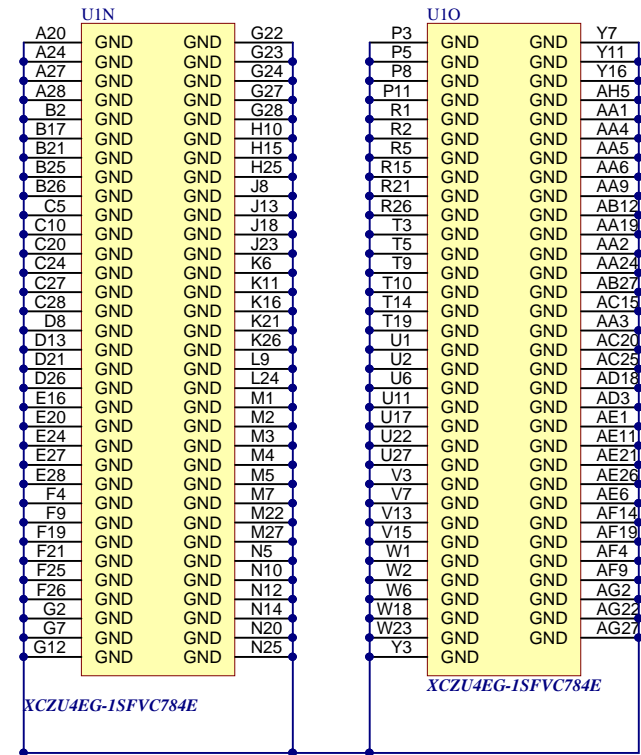 U1N U1O
A20 GND GND G22 P3 GND GND Y7
A24 GND GND G23 P5 GND GND Y11
A27 GND GND G24 P8 GND GND Y16
A28 GND GND G27 P11 GND GND AH5
B2 GND GND G28 R1 GND GND AA1
B17 GND GND H10 R2 GND GND AA4
B21 GND GND H15 R5 GND GND AA5
B25 GND GND H25 R15 GND GND AA6
B26 GND GND J8 R21 GND GND AA9
C5 GND GND J13 R26 GND GND AB12
C10 GND GND J18 T3 GND GND AA19
C20 GND GND J23 T5 GND GND AA2
C24 GND GND K6 T9 GND GND AA24
C27 GND GND K11 T10 GND GND AB27
C28 GND GND K16 T14 GND GND AC15
D8 GND GND K21 T19 GND GND AA3
D13 GND GND K26 U1 GND GND AC20
D21 GND GND L9 U2 GND GND AC25
D26 GND GND L24 U6 GND GND AD18
E16 GND GND M1 U11 GND GND AD3
E20 GND GND M2 U17 GND GND AE1
E24 GND GND M3 U22 GND GND AE11
E27 GND GND M4 U27 GND GND AE21
E28 GND GND M5 V3 GND GND AE26
F4 GND GND M7 V7 GND GND AE6
F9 GND GND M22 V13 GND GND AF14
F19 GND GND M27 V15 GND GND AF19
F21 GND GND N5 W1 GND GND AF4
F25 GND GND N10 W2 GND GND AF9
F26 GND GND N12 W6 GND GND AG2
G2 GND GND N14 W18 GND GND AG22
G7 GND GND N20 W23 GND GND AG27
G12 GND GND N25 Y3 GND
XCZU4EG-1SFVC784E
XCZU4EG-1SFVC784E